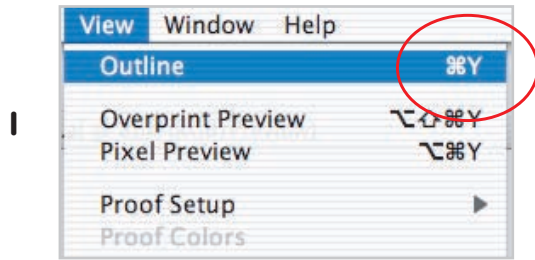 View Window Help
Outline ⌘Y
Overprint Preview ⌥⇧⌘Y
Pixel Preview ⌥⌘Y
Proof Setup ▶
Proof Colors